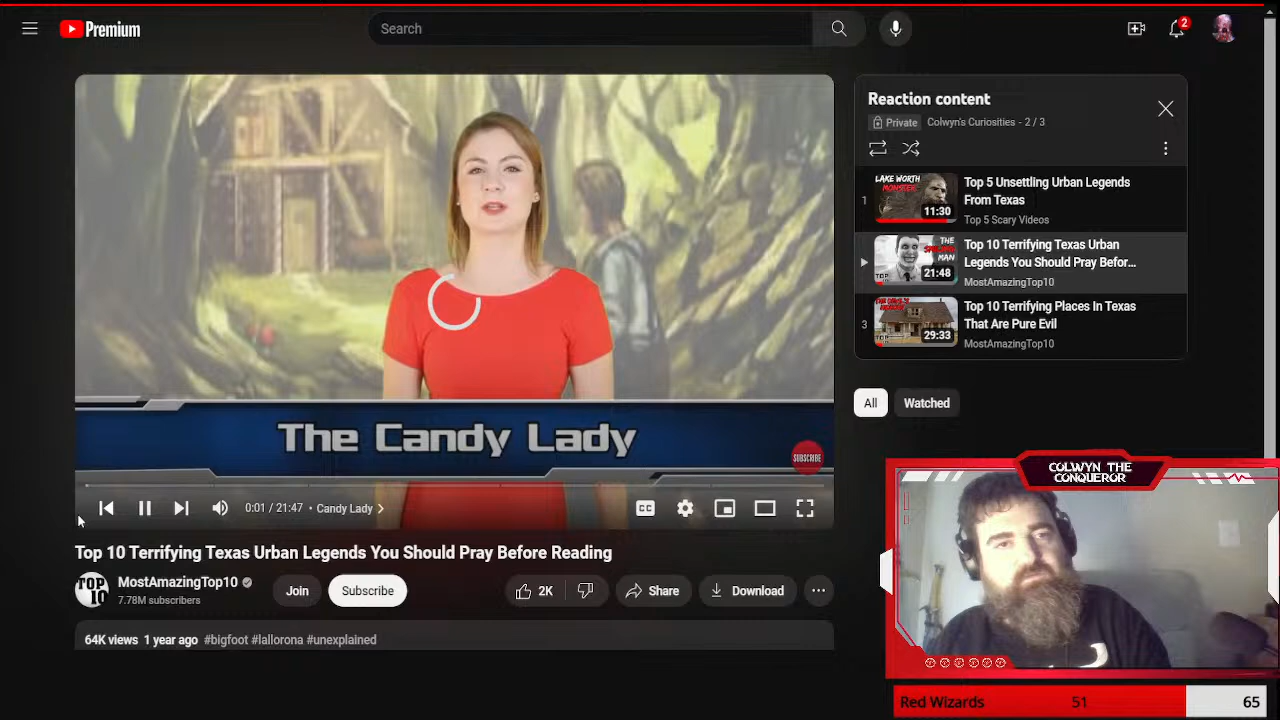 Premium
Search
2
The Candy Lady
SUBSCRIBE
CC
0:01 / 21:47 • Candy Lady
Top 10 Terrifying Texas Urban Legends You Should Pray Before Reading
TOP
10
MostAmazingTop10
7.78M subscribers
Join
Subscribe
2K
Share
Download
64K views 1 year ago #bigfoot #lallorona #unexplained
Reaction content
Private
Colwyn's Curiosities - 2 / 3
1
LAKE WORTH
MONSTER
11:30
Top 5 Unsettling Urban Legends
From Texas
Top 5 Scary Videos
THE
MAN
21:48
Top 10 Terrifying Texas Urban
Legends You Should Pray Befor...
MostAmazingTop10
3
29:33
Top 10 Terrifying Places In Texas
That Are Pure Evil
MostAmazingTop10
All
Watched
COLWYN THE
CONQUEROR
Red Wizards 51 65